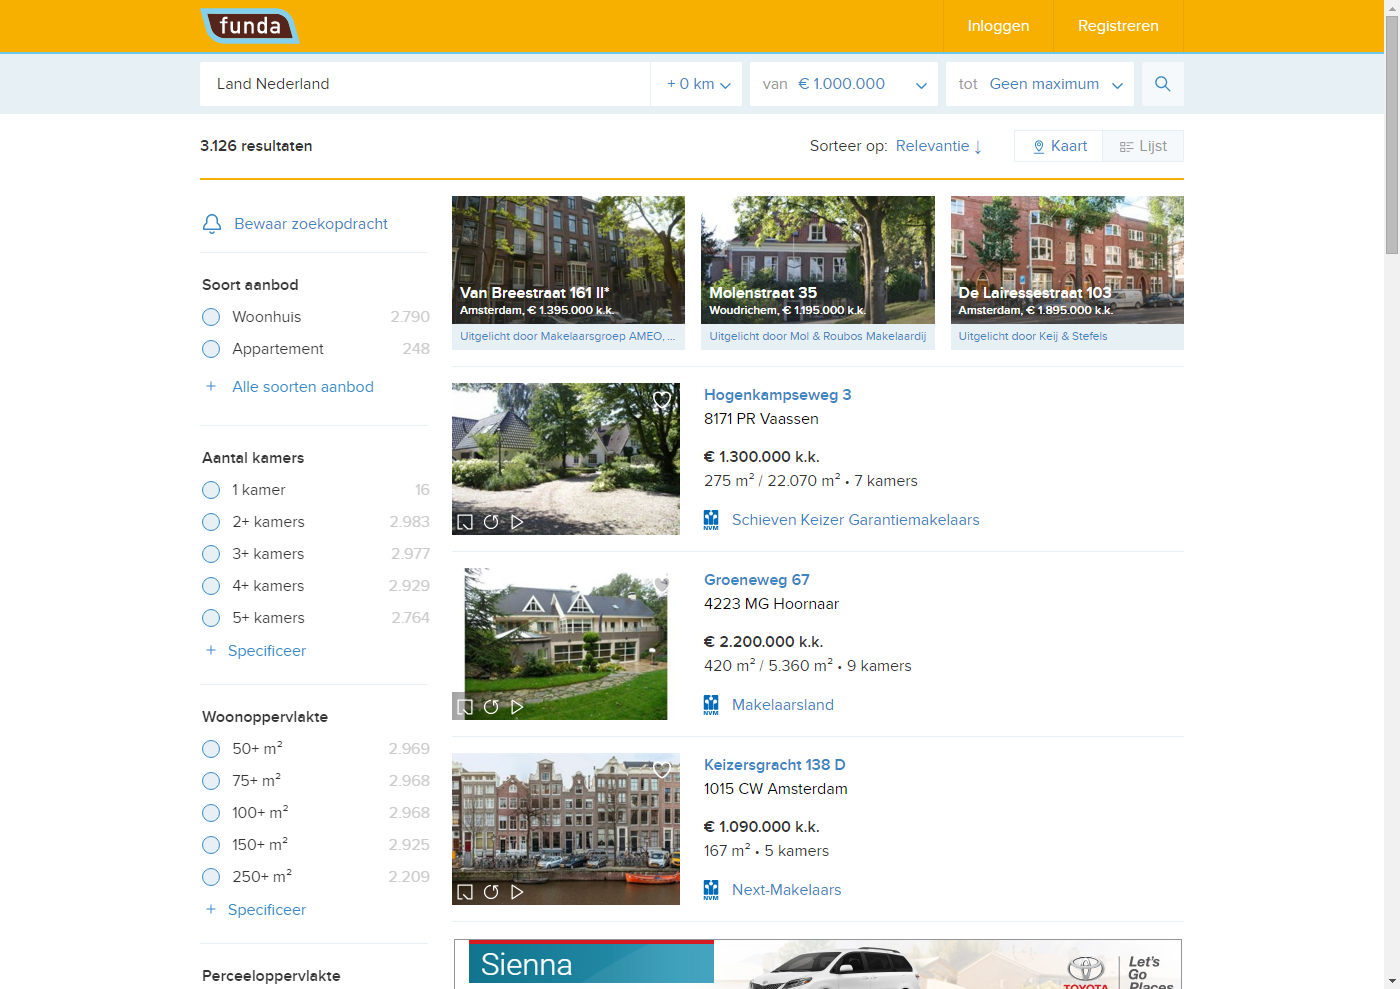 funda
Inloggen
Registreren
Land Nederland
+ 0 km
van € 1.000.000
tot Geen maximum
3.126 resultaten
Sorteer op: Relevantie ↓
Kaart
Lijst
Bewaar zoekopdracht
Soort aanbod
Woonhuis 2.790
Appartement 248
+ Alle soorten aanbod
Aantal kamers
1 kamer 16
2+ kamers 2.983
3+ kamers 2.977
4+ kamers 2.929
5+ kamers 2.764
+ Specificeer
Woonoppervlakte
50+ m² 2.969
75+ m² 2.968
100+ m² 2.968
150+ m² 2.925
250+ m² 2.209
+ Specificeer
Perceeloppervlakte
Van Breestraat 161 II*
Amsterdam, € 1.395.000 k.k.
Uitgelicht door Makelaarsgroep AMEO, ...
Molenstraat 35
Woudrichem, € 1.195.000 k.k.
Uitgelicht door Mol & Roubos Makelaardij
De Lairessestraat 103
Amsterdam, € 1.895.000 k.k.
Uitgelicht door Keij & Stefels
Hogenkampseweg 3
8171 PR Vaassen
€ 1.300.000 k.k.
275 m² / 22.070 m² • 7 kamers
NVM
Schieven Keizer Garantiemakelaars
Groeneweg 67
4223 MG Hoornaar
€ 2.200.000 k.k.
420 m² / 5.360 m² • 9 kamers
NVM
Makelaarsland
Keizersgracht 138 D
1015 CW Amsterdam
€ 1.090.000 k.k.
167 m² • 5 kamers
NVM
Next-Makelaars
Sienna
TOYOTA
Let's
Go
Places